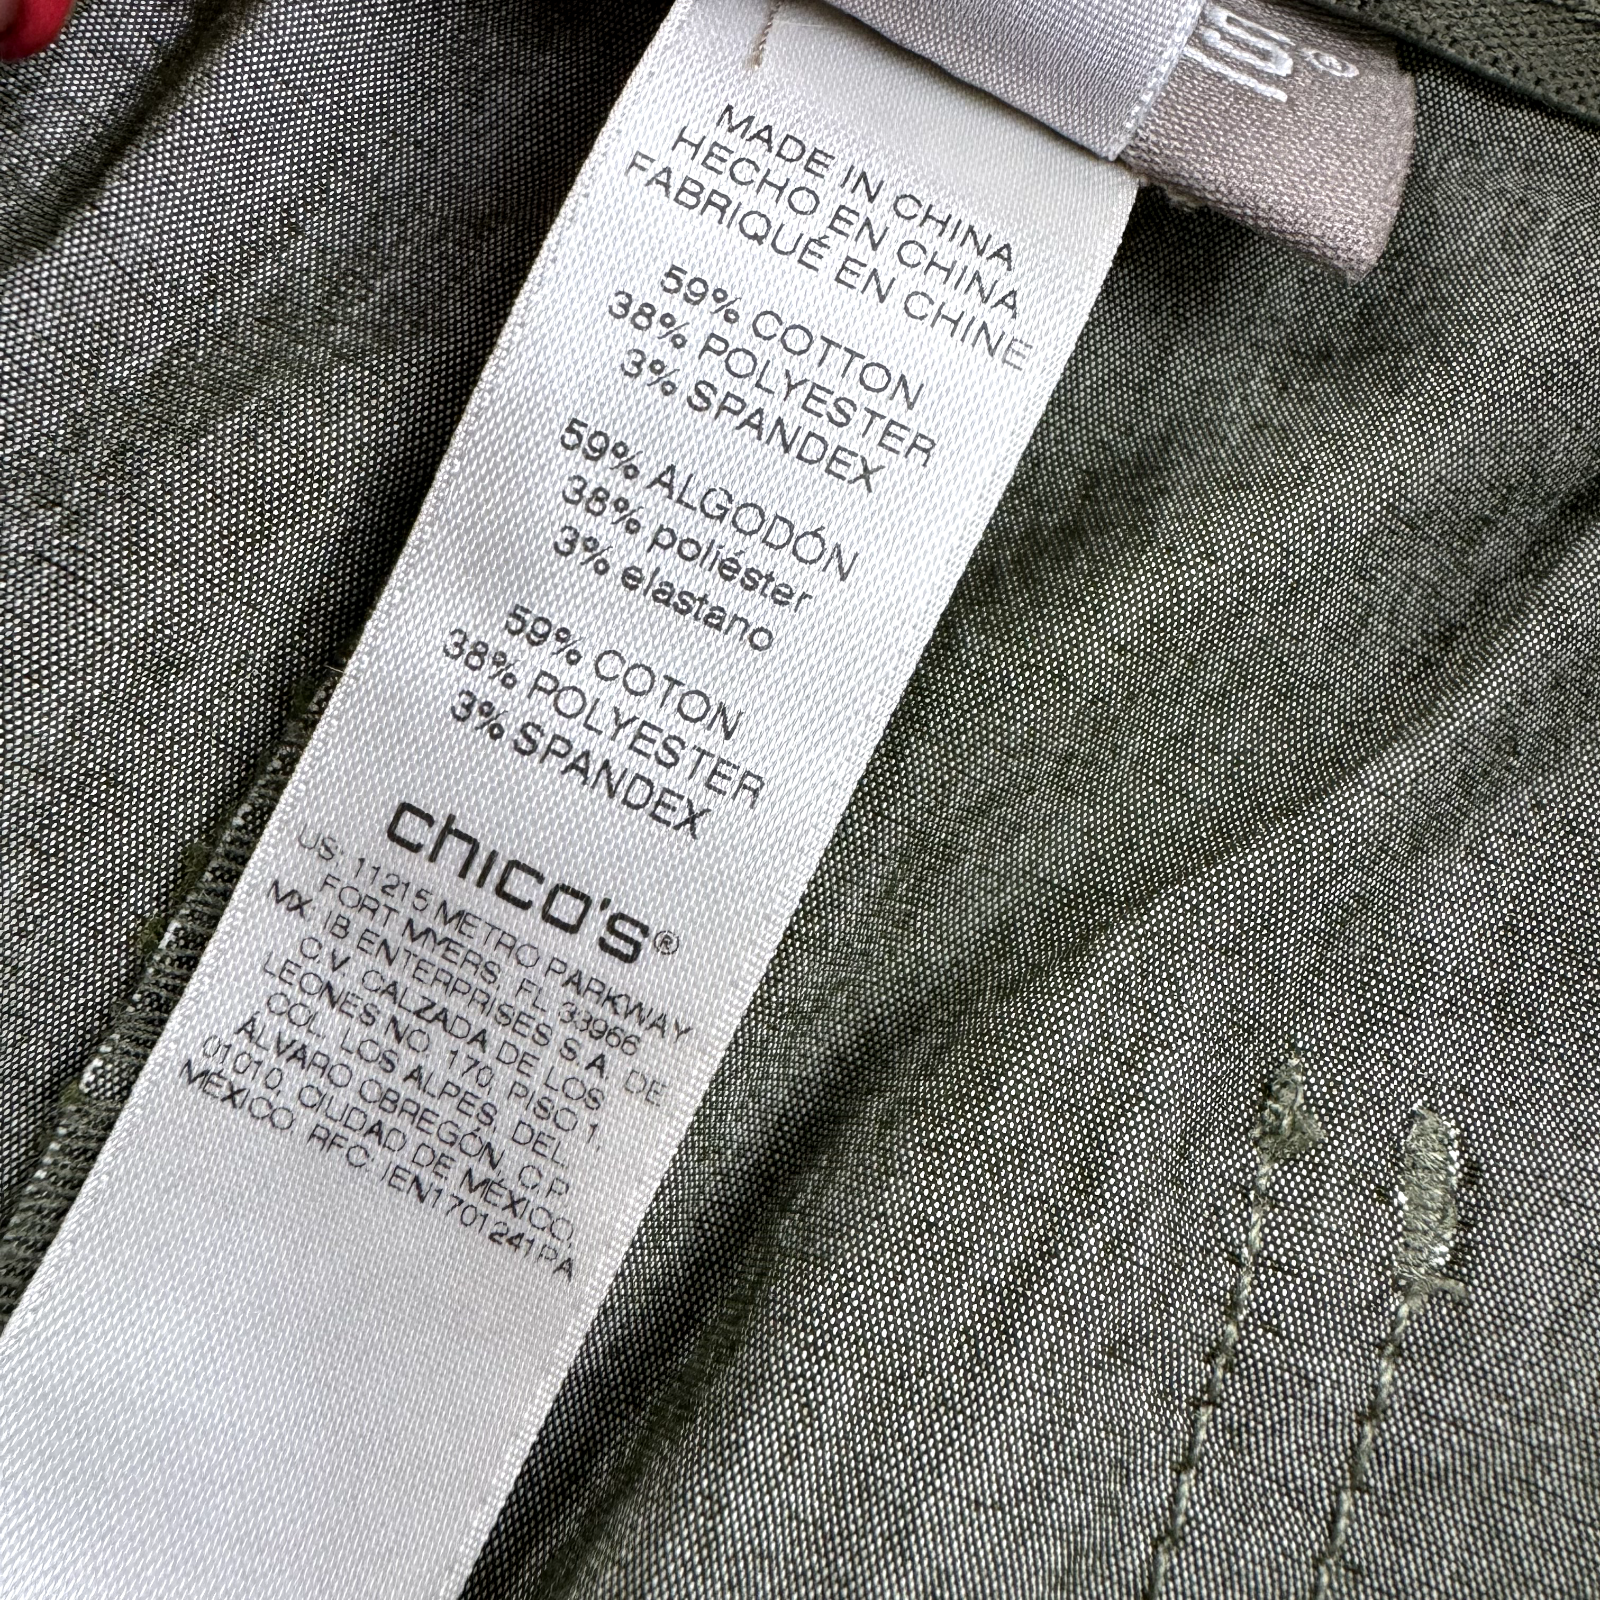 MADE IN CHINA
HECHO EN CHINA
FABRIQUÉ EN CHINE
59% COTTON
38% POLYESTER
3% SPANDEX
59% ALGODÓN
38% poliéster
3% elastano
59% COTON
38% POLYESTER
3% SPANDEX
chico's®
US: 11215 METRO PARKWAY
FORT MYERS, FL 33966
MX: IB ENTERPRISES S.A. DE
C.V. CALZADA DE LOS
LEONES NO. 170, PISO 1,
COL. LOS ALPES, DEL.
ÁLVARO OBREGÓN, C.P.
01010, CIUDAD DE MÉXICO,
MÉXICO. RFC: IEN1701241PA